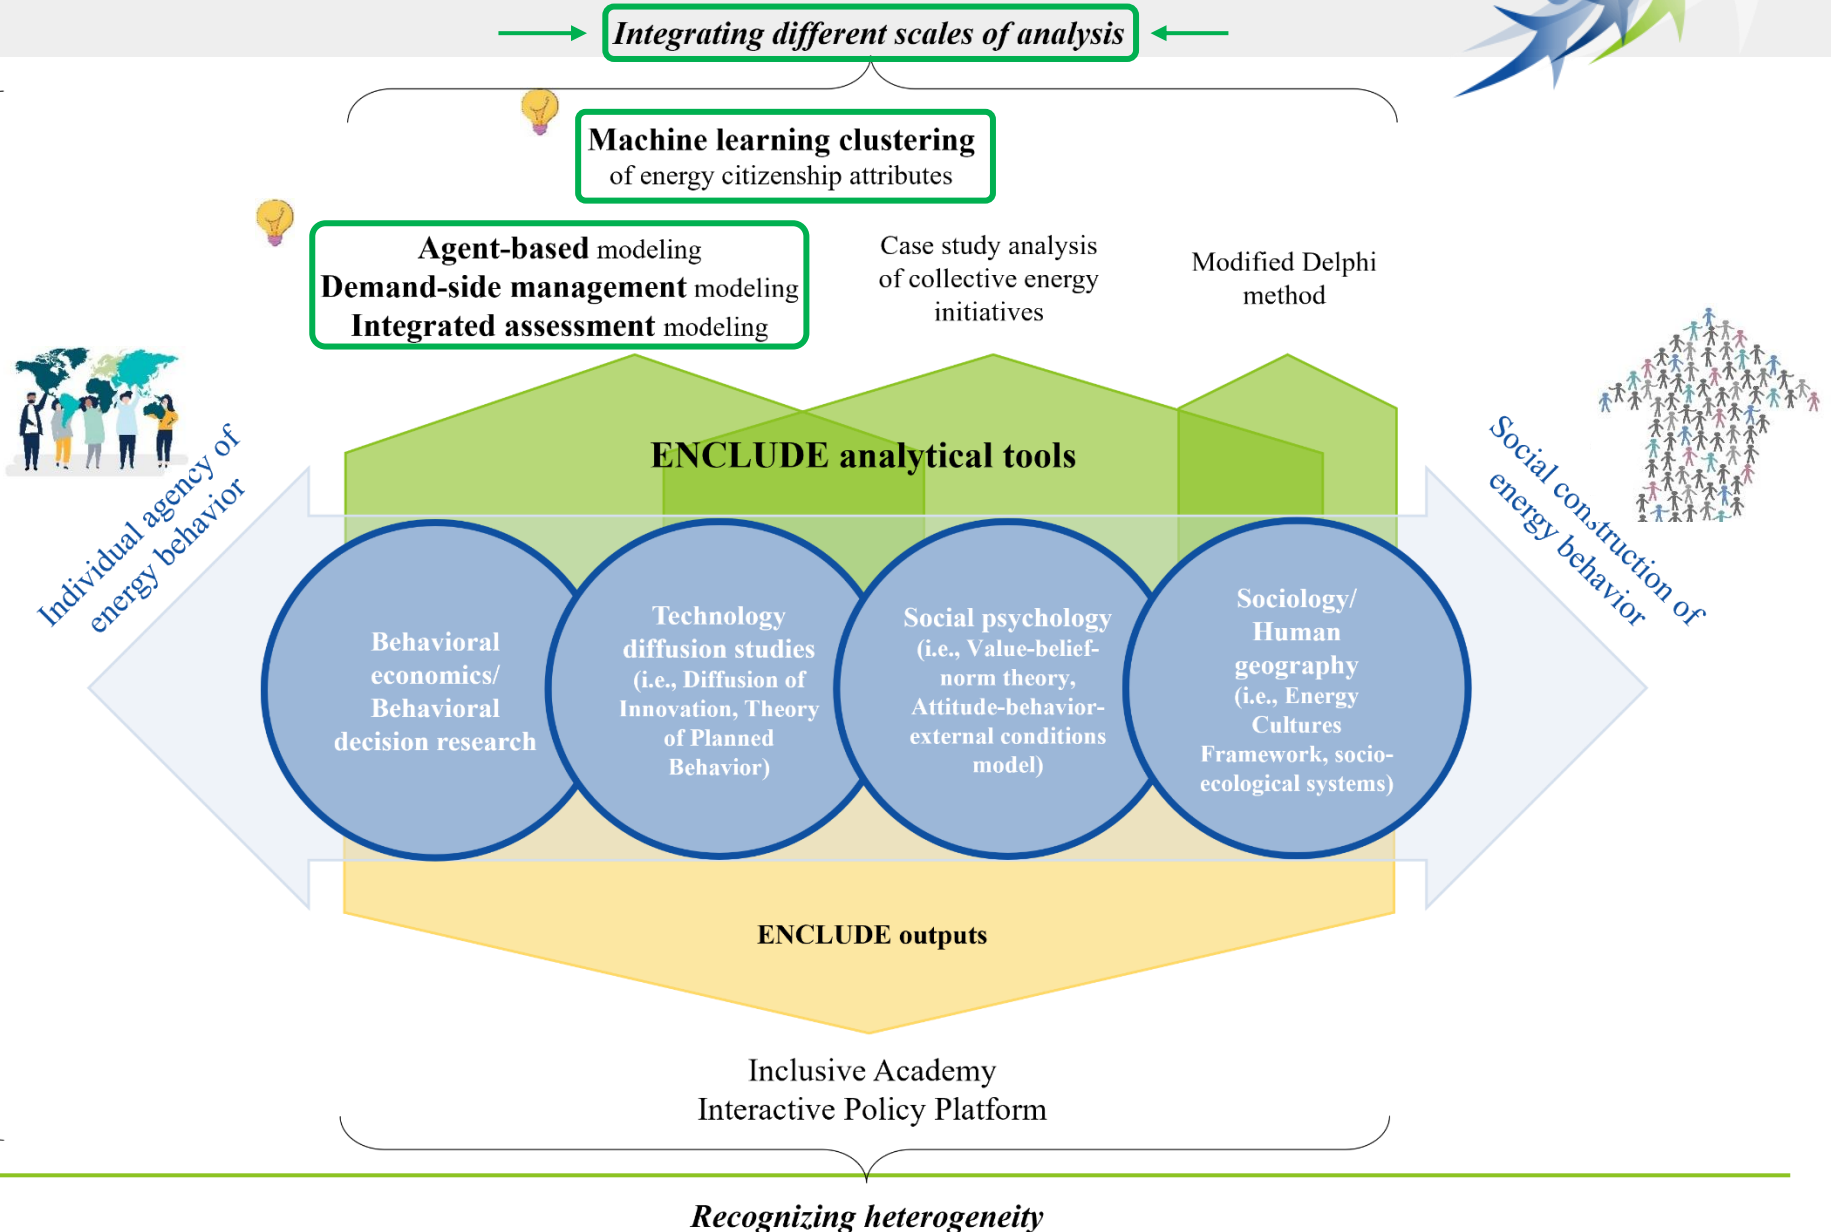 Integrating different scales of analysis
Machine learning clustering
of energy citizenship attributes
Agent-based modeling
Demand-side management modeling
Integrated assessment modeling
Case study analysis
of collective energy
initiatives
Modified Delphi
method
ENCLUDE analytical tools
Individual agency of
energy behavior
Social construction of
energy behavior
Behavioral
economics/
Behavioral
decision research
Technology
diffusion studies
(i.e., Diffusion of
Innovation, Theory
of Planned
Behavior)
Social psychology
(i.e., Value-belief-
norm theory,
Attitude-behavior-
external conditions
model)
Sociology/
Human
geography
(i.e., Energy
Cultures
Framework, socio-
ecological systems)
ENCLUDE outputs
Inclusive Academy
Interactive Policy Platform
Recognizing heterogeneity